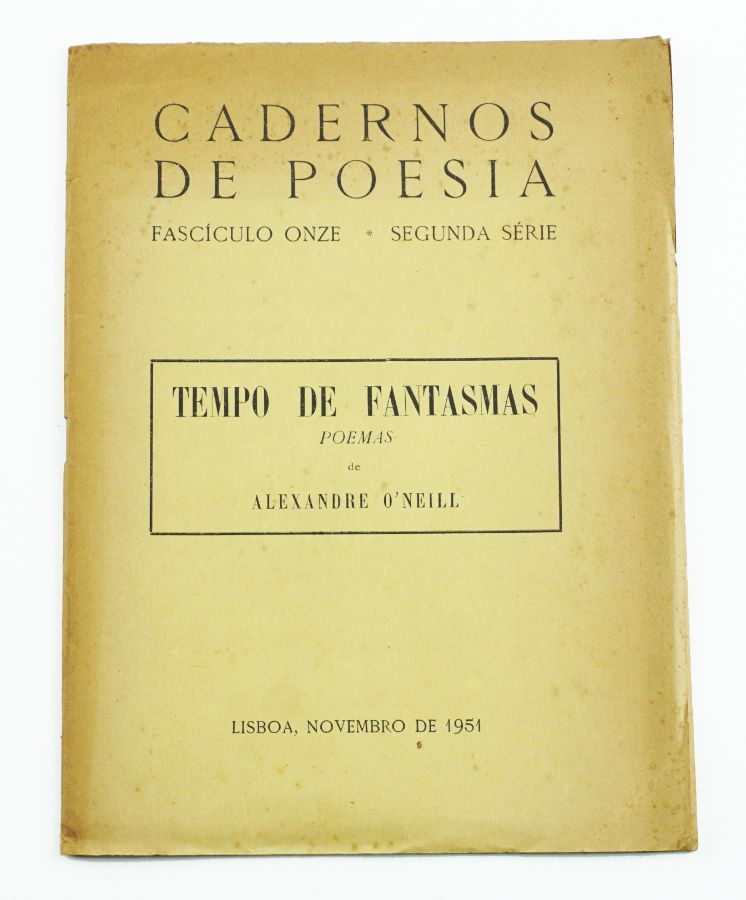 CADERNOS
DE POESIA
FASCÍCULO ONZE * SEGUNDA SÉRIE
TEMPO DE FANTASMAS
POEMAS
de
ALEXANDRE O'NEILL
LISBOA, NOVEMBRO DE 1951